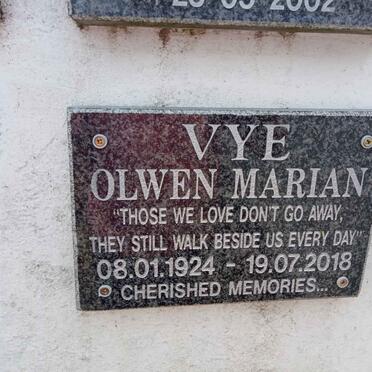 VYE
OLWEN MARIAN
"THOSE WE LOVE DON'T GO AWAY,
THEY STILL WALK BESIDE US EVERY DAY"
08.01.1924 - 19.07.2018
CHERISHED MEMORIES...